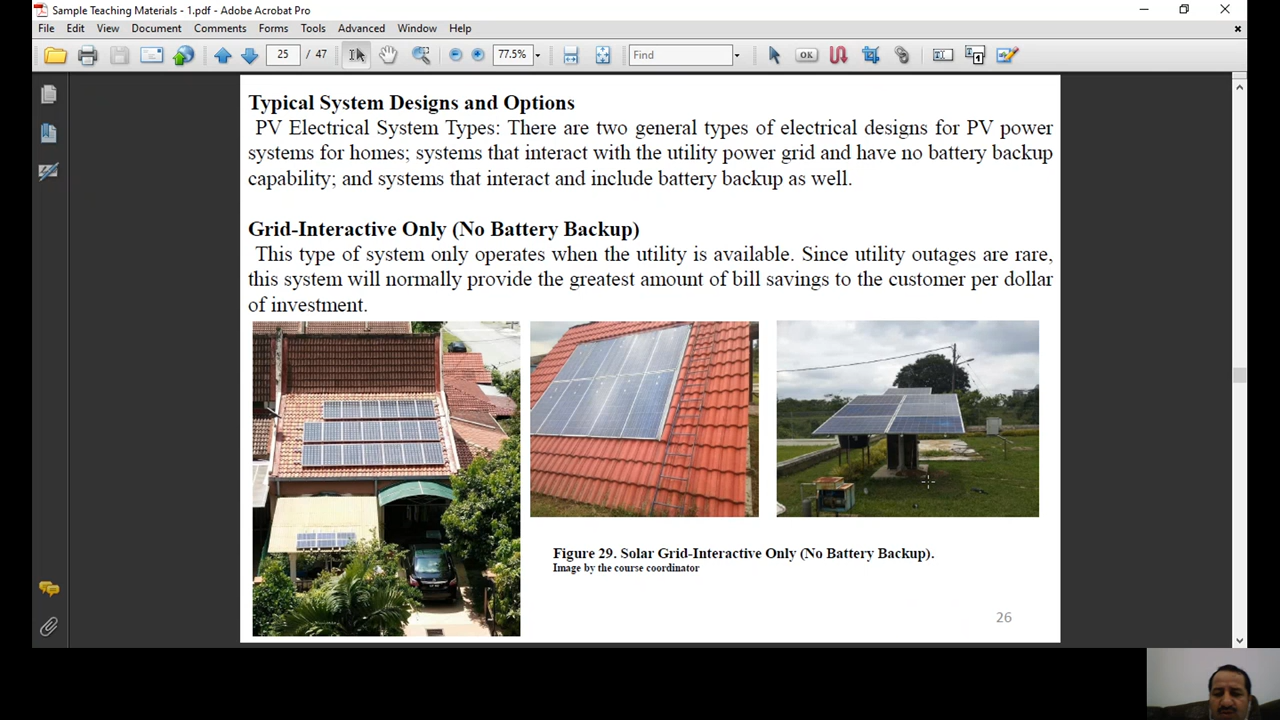 Sample Teaching Materials - 1.pdf - Adobe Acrobat Pro
File Edit View Document Comments Forms Tools Advanced Window Help
25 / 47 77.5% Find
Typical System Designs and Options
PV Electrical System Types: There are two general types of electrical designs for PV power
systems for homes; systems that interact with the utility power grid and have no battery backup
capability; and systems that interact and include battery backup as well.
Grid-Interactive Only (No Battery Backup)
This type of system only operates when the utility is available. Since utility outages are rare,
this system will normally provide the greatest amount of bill savings to the customer per dollar
of investment.
Figure 29. Solar Grid-Interactive Only (No Battery Backup).
Image by the course coordinator
26